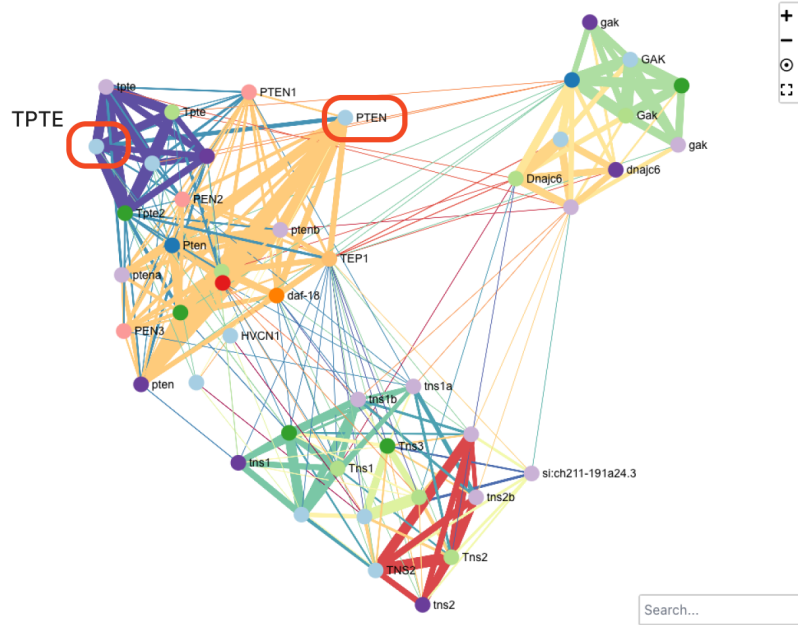 gak
GAK
tpte
PTEN1
Tpte
TPTE
PTEN
Gak
gak
dnajc6
Dnajc6
PEN2
Tpte2
ptenb
Pten
TEP1
ptena
daf-18
PEN3
HVCN1
pten
tns1a
tns1b
Tns3
tns1
Tns1
si:ch211-191a24.3
tns2b
Tns2
TNS2
tns2
Search...